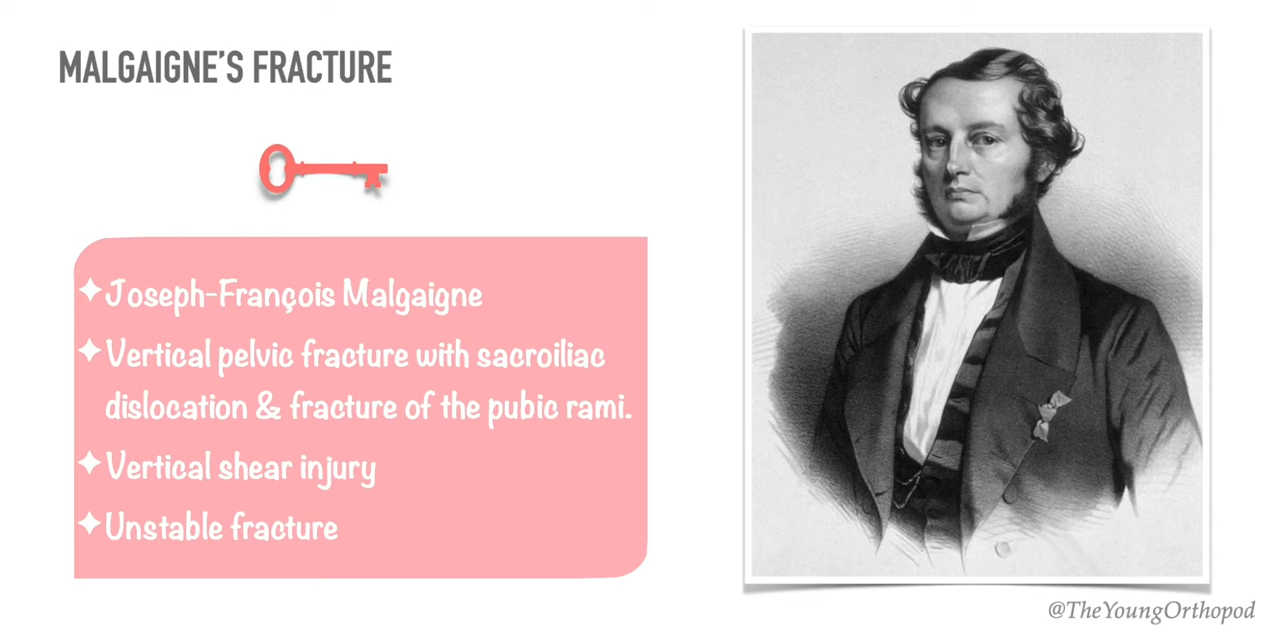 MALGAIGNE’S FRACTURE
✦Joseph-François Malgaigne
✦Vertical pelvic fracture with sacroiliac
dislocation & fracture of the pubic rami.
✦Vertical shear injury
✦Unstable fracture
@TheYoungOrthopod